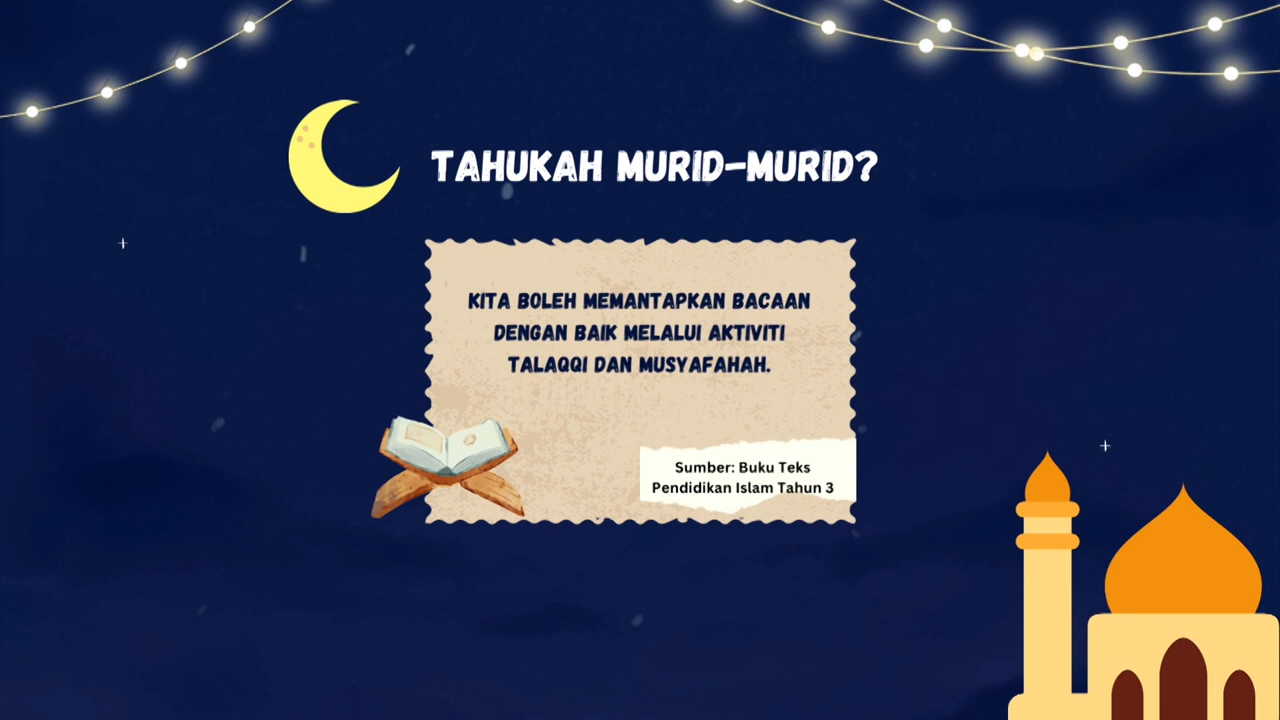 TAHUKAH MURID-MURID?
KITA BOLEH MEMANTAPKAN BACAAN
DENGAN BAIK MELALUI AKTIVITI
TALAQQI DAN MUSYAFAHAH.
Sumber: Buku Teks
Pendidikan Islam Tahun 3